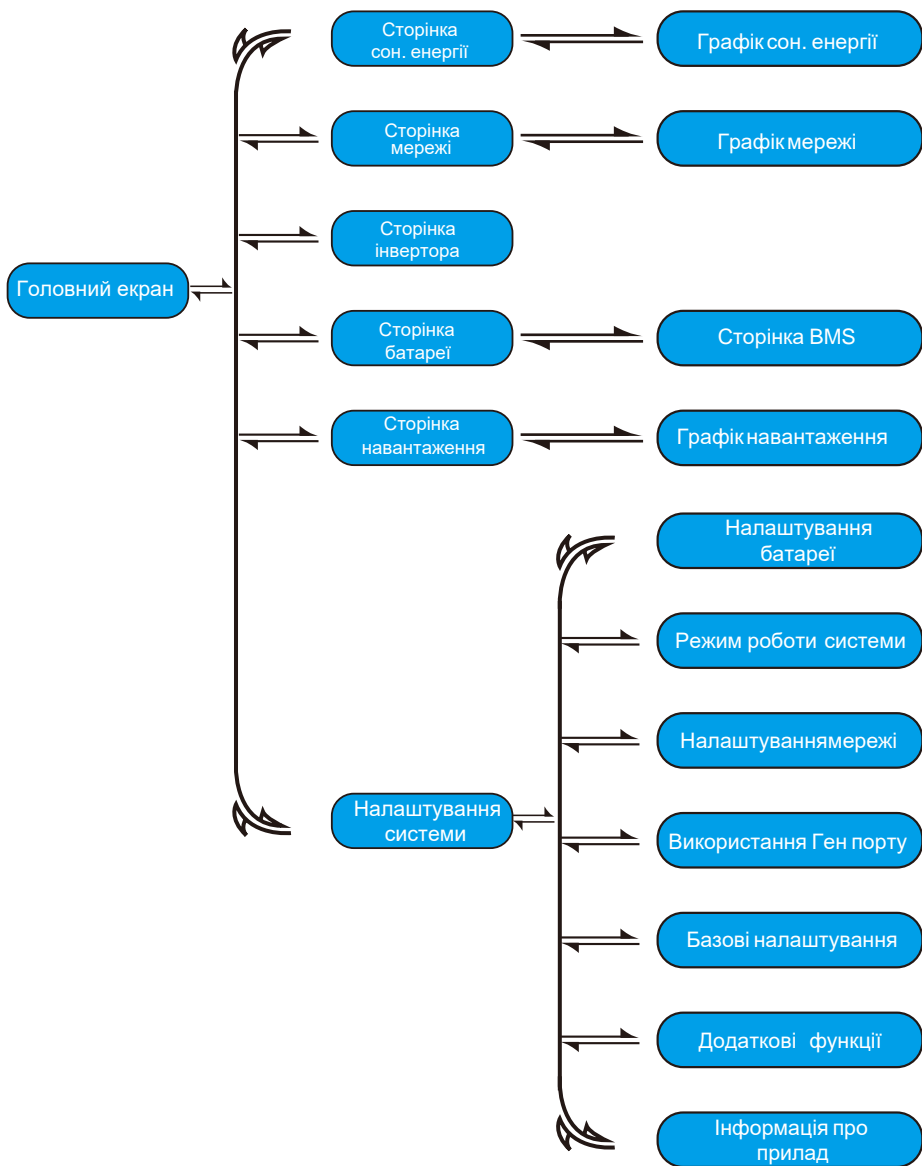 Сторінка
сон. енергії
Графік сон. енергії
Сторінка
мережі
Графік мережі
Сторінка
інвертора
Головний екран
Сторінка
батареї
Сторінка BMS
Сторінка
навантаження
Графік навантаження
Налаштування
батареї
Режим роботи системи
Налаштуваннямережі
Налаштування
системи
Використання Ген порту
Базові налаштування
Додаткові функції
Інформація про
прилад